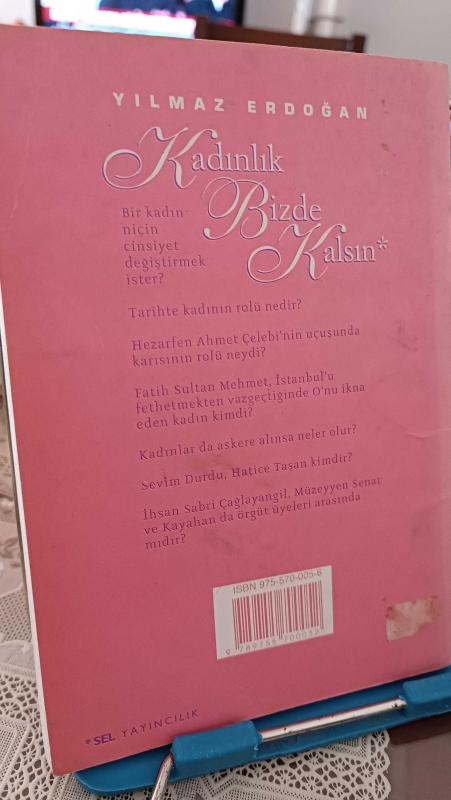 YILMAZ ERDOĞAN
Kadınlık
Bizde
Kalsın*
Bir kadın
niçin
cinsiyet
değiştirmek
ister?
Tarihte kadının rolü nedir?
Hezarfen Ahmet Çelebi'nin uçuşunda
karısının rolü neydi?
Fatih Sultan Mehmet, İstanbul'u
fethetmekten vazgeçtiğinde O'nu ikna
eden kadın kimdi?
Kadınlar da askere alınsa neler olur?
Sevim Durdu, Hatice Taşan kimdir?
İhsan Sabri Çağlayangil, Müzeyyen Senar
ve Kayahan da örgüt üyeleri arasında
mıdır?
ISBN 975-570-005-6
9 789755 700052
*SEL YAYINCILIK